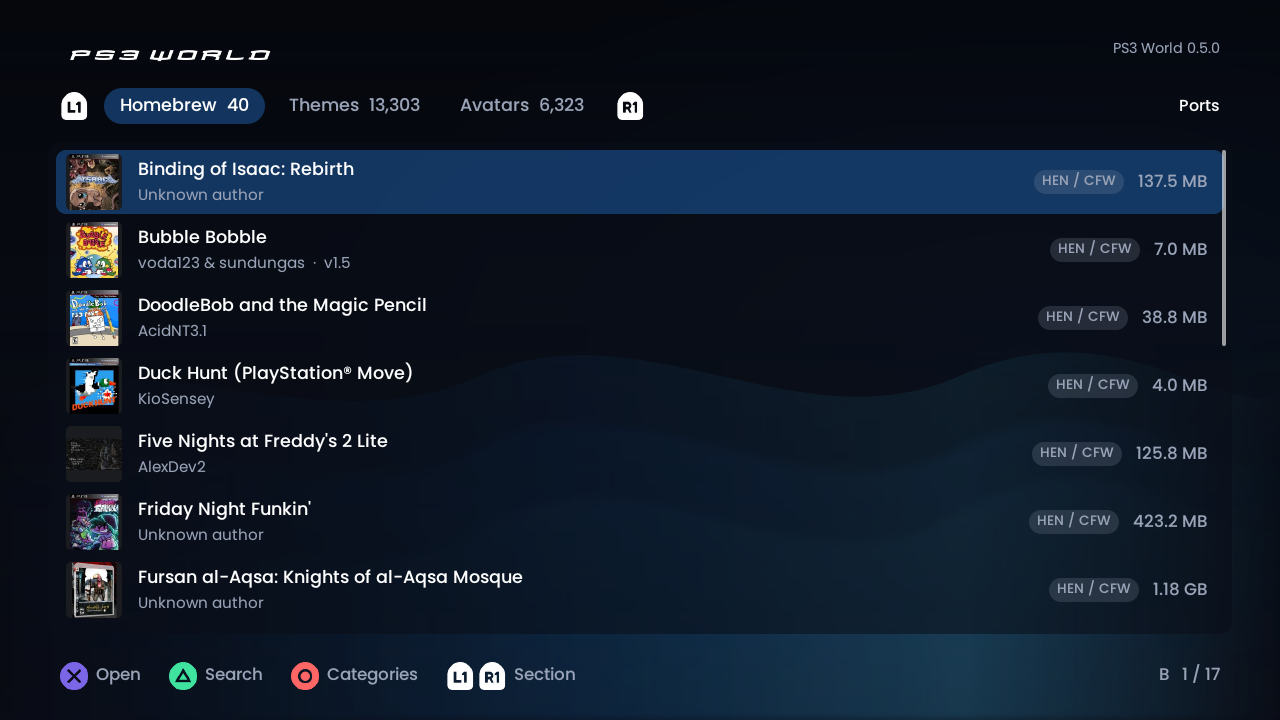 PS3 WORLD
PS3 World 0.5.0
L1 Homebrew 40 Themes 13,303 Avatars 6,323 R1 Ports
Binding of Isaac: Rebirth
Unknown author
HEN / CFW 137.5 MB
Bubble Bobble
voda123 & sundungas · v1.5
HEN / CFW 7.0 MB
DoodleBob and the Magic Pencil
AcidNT3.1
HEN / CFW 38.8 MB
Duck Hunt (PlayStation® Move)
KioSensey
HEN / CFW 4.0 MB
Five Nights at Freddy's 2 Lite
AlexDev2
HEN / CFW 125.8 MB
Friday Night Funkin'
Unknown author
HEN / CFW 423.2 MB
Fursan al-Aqsa: Knights of al-Aqsa Mosque
Unknown author
HEN / CFW 1.18 GB
Open Search Categories L1 R1 Section B 1 / 17